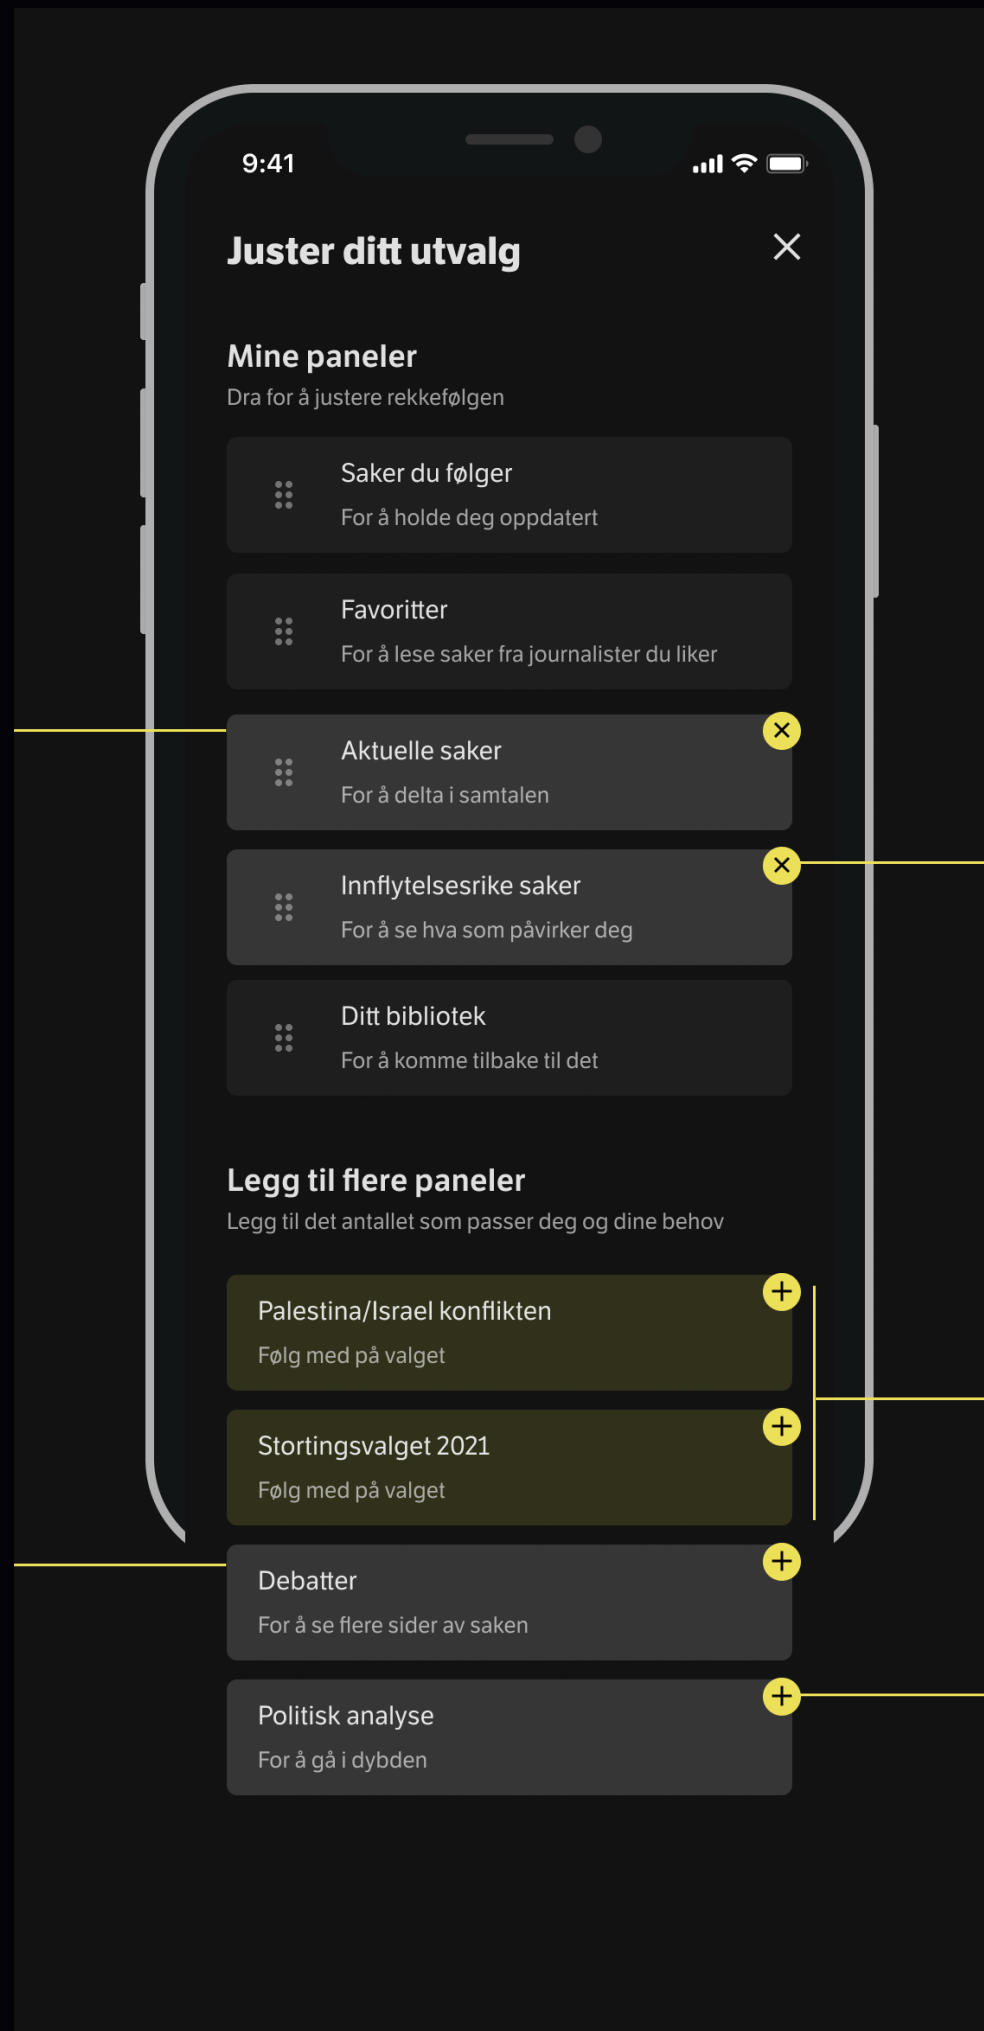 9:41
Juster ditt utvalg
Mine paneler
Dra for å justere rekkefølgen
Saker du følger
For å holde deg oppdatert
Favoritter
For å lese saker fra journalister du liker
Aktuelle saker
For å delta i samtalen
Innflytelsesrike saker
For å se hva som påvirker deg
Ditt bibliotek
For å komme tilbake til det
Legg til flere paneler
Legg til det antallet som passer deg og dine behov
Palestina/Israel konflikten
Følg med på valget
Stortingsvalget 2021
Følg med på valget
Debatter
For å se flere sider av saken
Politisk analyse
For å gå i dybden